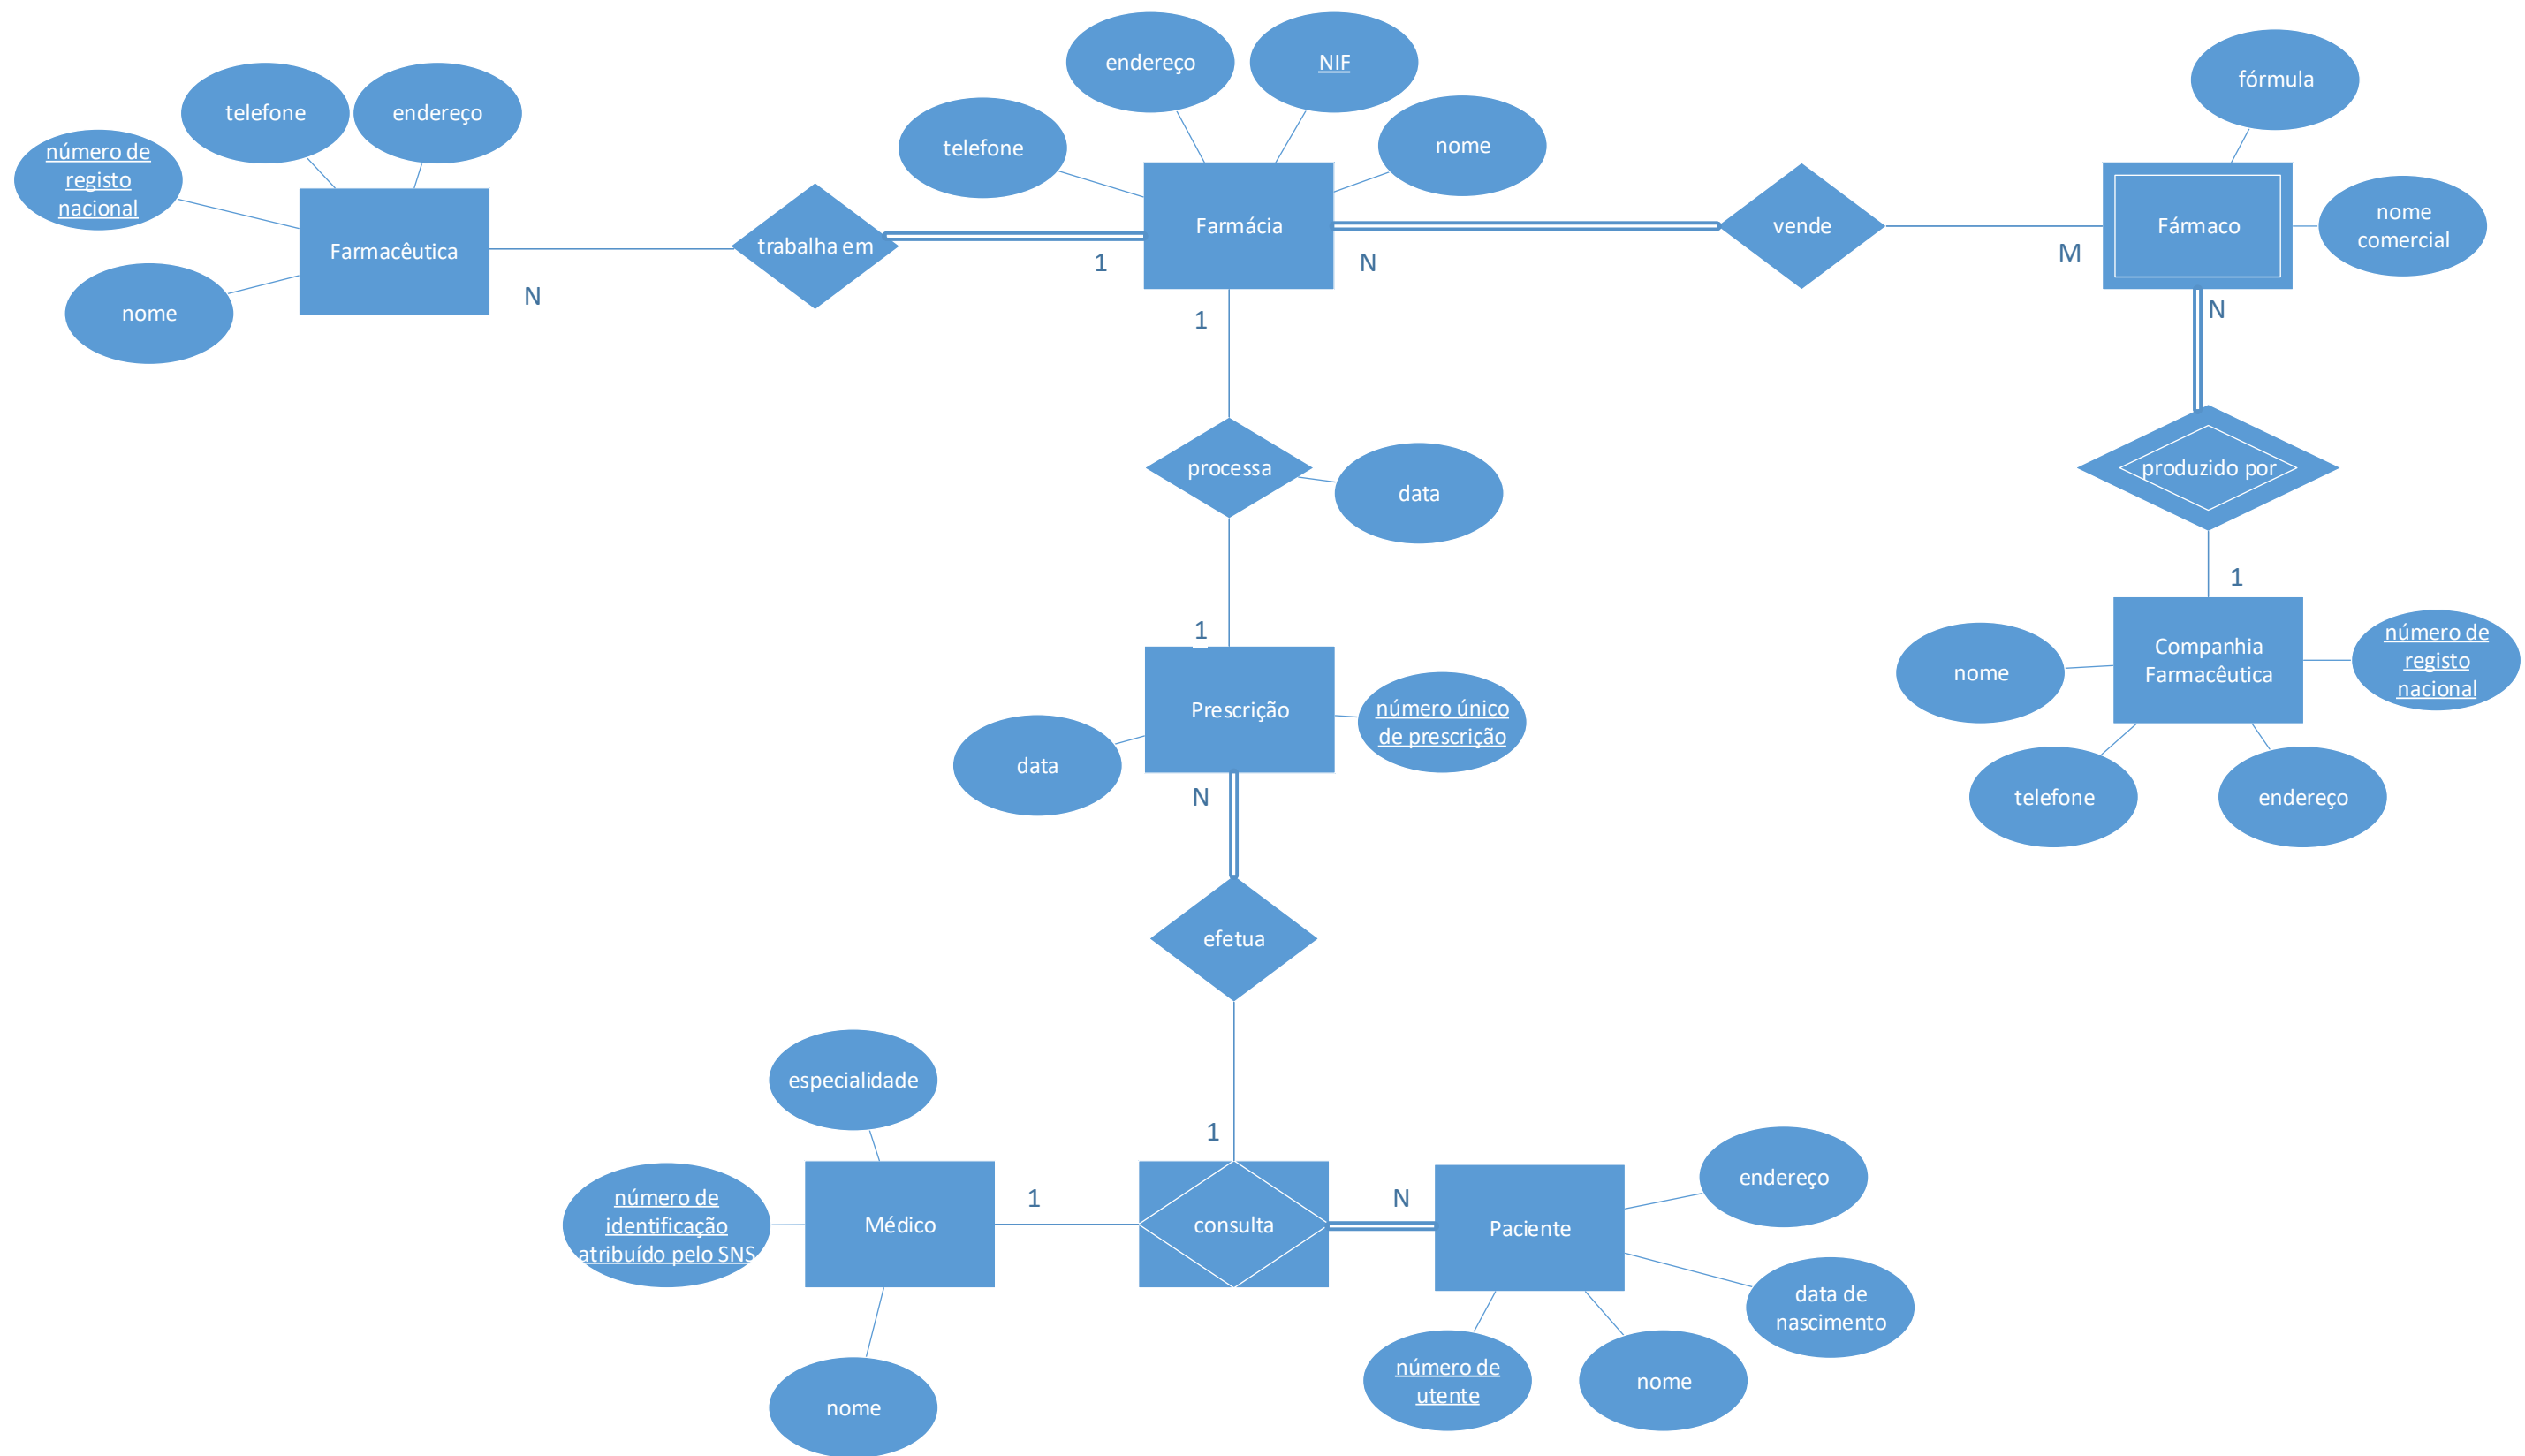 endereço
NIF
fórmula
telefone
endereço
telefone
nome
número de
registo
nacional
nome
comercial
Farmácia
vende
Fármaco
Farmacêutica
trabalha em
1
N
M
N
N
nome
1
processa
produzido por
data
1
1
Companhia
Farmacêutica
número de
registo
nacional
nome
Prescrição
número único
de prescrição
data
N
telefone
endereço
efetua
especialidade
1
endereço
número de
identificação
atribuído pelo SNS
Médico
1
consulta
N
Paciente
data de
nascimento
número de
utente
nome
nome